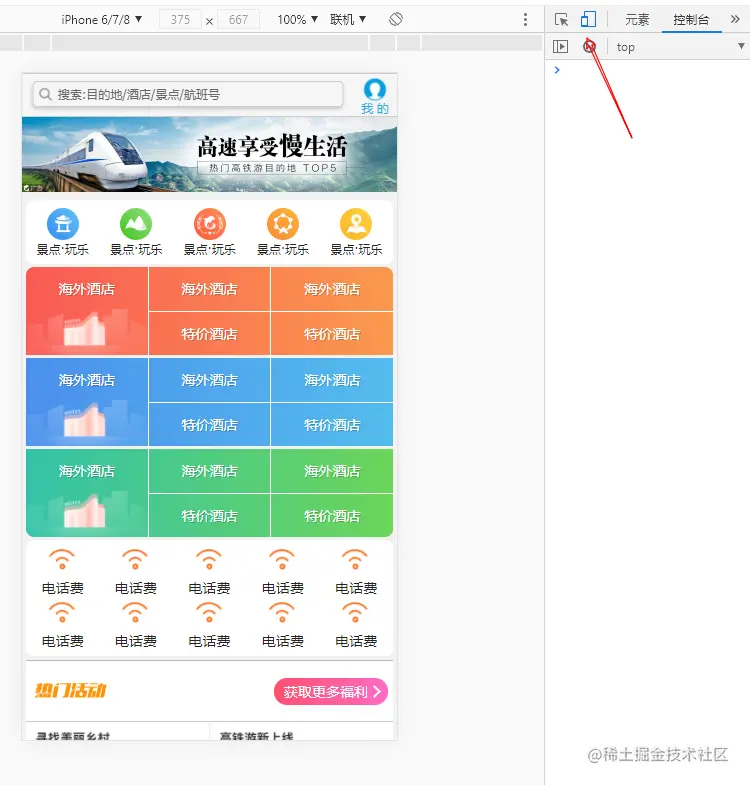 iPhone 6/7/8 ▼ 375 × 667 100% ▼ 联机 ▼
元素 控制台 »
top ▼
搜索:目的地/酒店/景点/航班号
我 的
高速享受慢生活
热门高铁游目的地 TOP5
广告
景点·玩乐 景点·玩乐 景点·玩乐 景点·玩乐 景点·玩乐
海外酒店 海外酒店 海外酒店
特价酒店 特价酒店
海外酒店 海外酒店 海外酒店
特价酒店 特价酒店
海外酒店 海外酒店 海外酒店
特价酒店 特价酒店
电话费 电话费 电话费 电话费 电话费
电话费 电话费 电话费 电话费 电话费
热门活动 获取更多福利
寻找美丽乡村 高铁游新上线
@稀土掘金技术社区